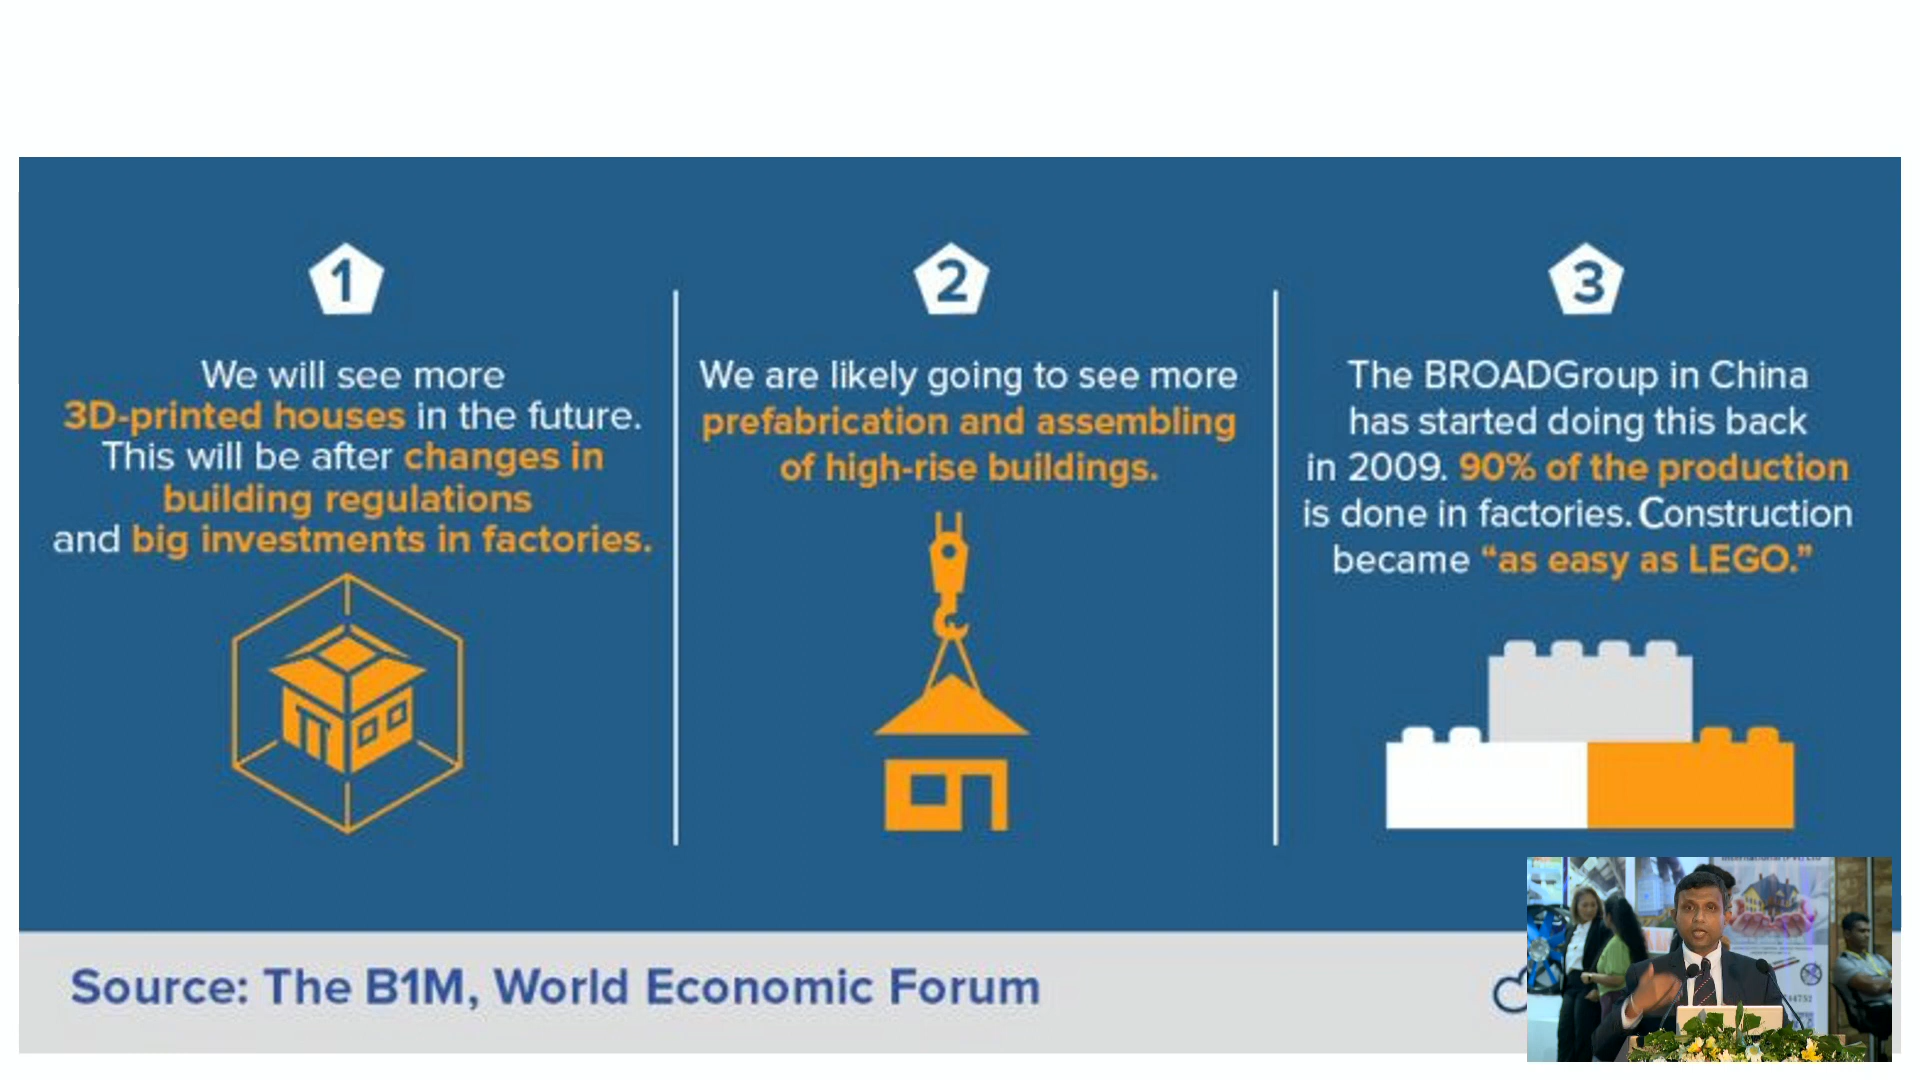 1
We will see more
3D-printed houses in the future.
This will be after changes in
building regulations
and big investments in factories.
2
We are likely going to see more
prefabrication and assembling
of high-rise buildings.
3
The BROADGroup in China
has started doing this back
in 2009. 90% of the production
is done in factories. Construction
became “as easy as LEGO.”
Source: The B1M, World Economic Forum
International (Pvt) Ltd